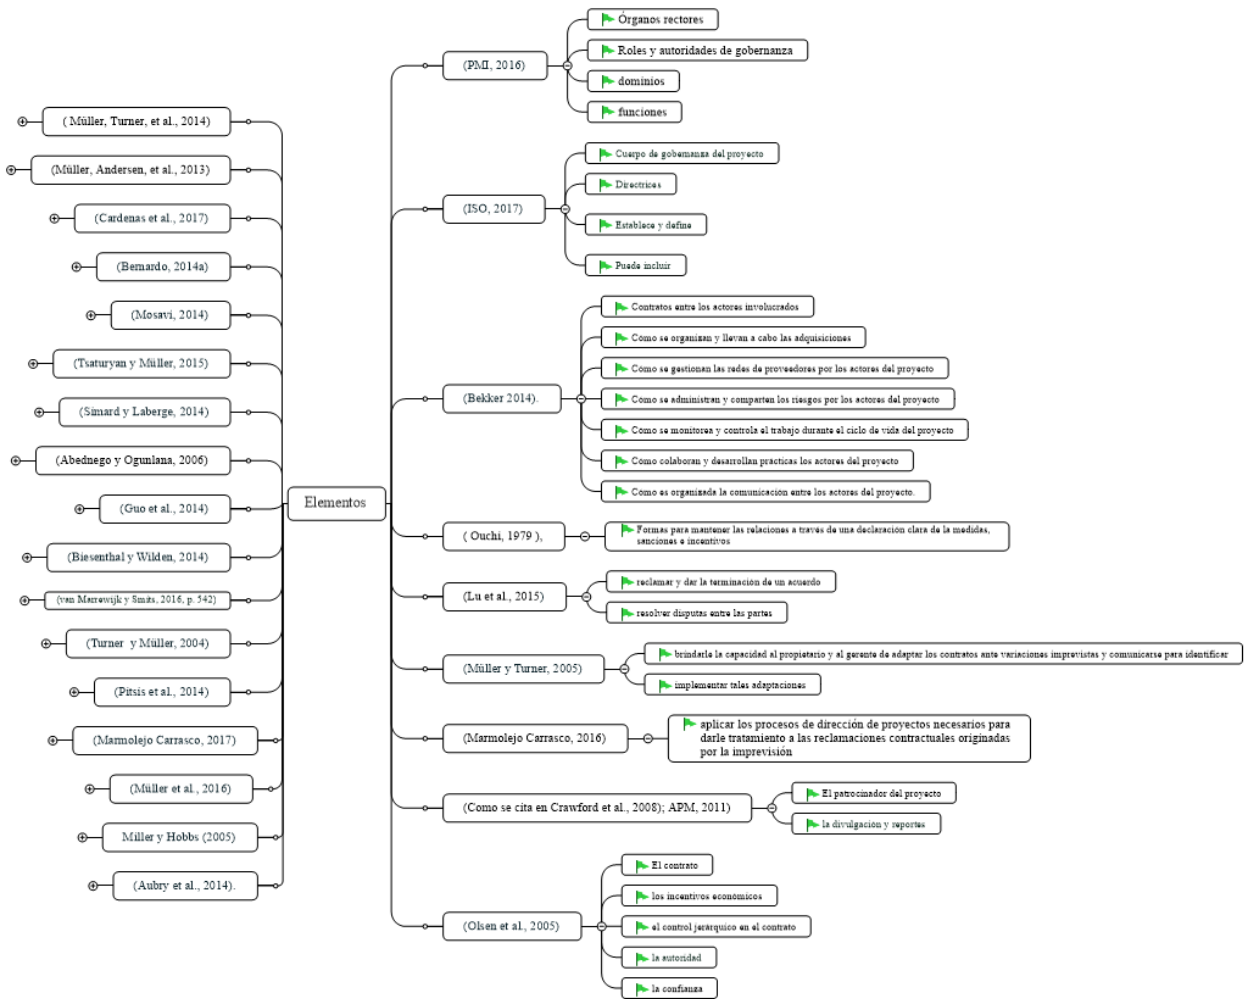 ( Müller, Turner, et al., 2014)
(Müller, Andersen, et al., 2013)
(Cardenas et al., 2017)
(Bernardo, 2014a)
(Mosavi, 2014)
(Tsaturyan y Müller, 2015)
(Simard y Laberge, 2014)
(Abednego y Ogunlana, 2006)
(Guo et al., 2014)
(Biesenthal y Wilden, 2014)
(van Marrewijk y Smits, 2016, p. 542)
(Turner y Müller, 2004)
(Pitsis et al., 2014)
(Marmolejo Carrasco, 2017)
(Müller et al., 2016)
Miller y Hobbs (2005)
(Aubry et al., 2014).
Elementos
(PMI, 2016)
Órganos rectores
Roles y autoridades de gobernanza
dominios
funciones
(ISO, 2017)
Cuerpo de gobernanza del proyecto
Directrices
Establece y define
Puede incluir
(Bekker 2014).
Contratos entre los actores involucrados
Como se organizan y llevan a cabo las adquisiciones
Como se gestionan las redes de proveedores por los actores del proyecto
Como se administran y comparten los riesgos por los actores del proyecto
Como se monitorea y controla el trabajo durante el ciclo de vida del proyecto
Como colaboran y desarrollan practicas los actores del proyecto
Como es organizada la comunicación entre los actores del proyecto.
( Ouchi, 1979 ),
Formas para mantener las relaciones a través de una declaración clara de la medidas,
sanciones e incentivos
(Lu et al., 2015)
reclamar y dar la terminación de un acuerdo
resolver disputas entre las partes
(Müller y Turner, 2005)
brindarle la capacidad al propietario y al gerente de adaptar los contratos ante variaciones imprevistas y comunicarse para identificar
implementar tales adaptaciones
(Marmolejo Carrasco, 2016)
aplicar los procesos de dirección de proyectos necesarios para
darle tratamiento a las reclamaciones contractuales originadas
por la imprevisión
(Como se cita en Crawford et al., 2008); APM, 2011)
El patrocinador del proyecto
la divulgación y reportes
(Olsen et al., 2005)
El contrato
los incentivos económicos
el control jerárquico en el contrato
la autoridad
la confianza